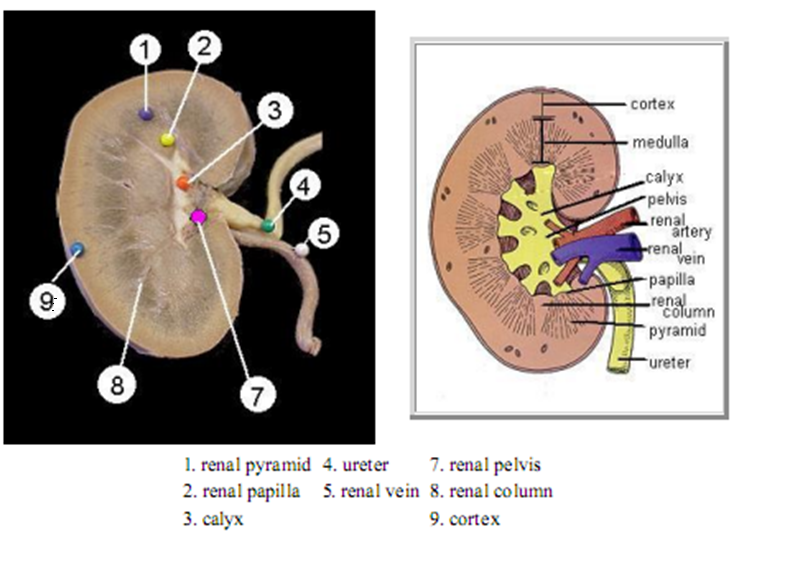 1
2
3
4
5
9
8
7
cortex
medulla
calyx
pelvis
renal
artery
renal
vein
papilla
renal
column
pyramid
ureter
1. renal pyramid 4. ureter 7. renal pelvis
2. renal papilla 5. renal vein 8. renal column
3. calyx 9. cortex